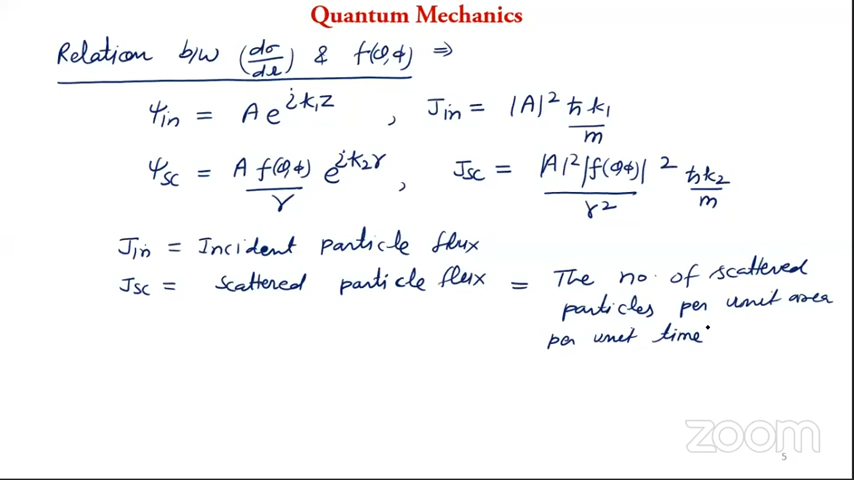 Quantum Mechanics
Relation b/w (dσ/dΩ) & f(θ,φ) ⇒
ψin = A e^{ik₁z} , Jin = |A|² ħk₁/m
ψsc = A f(θ,φ)/r e^{ik₂r} , Jsc = |A|²|f(θ,φ)|²/r² ħk₂/m
Jin = Incident particle flux
Jsc = scattered particle flux = The no. of scattered
particles per unit area
per unit time
zoom
5